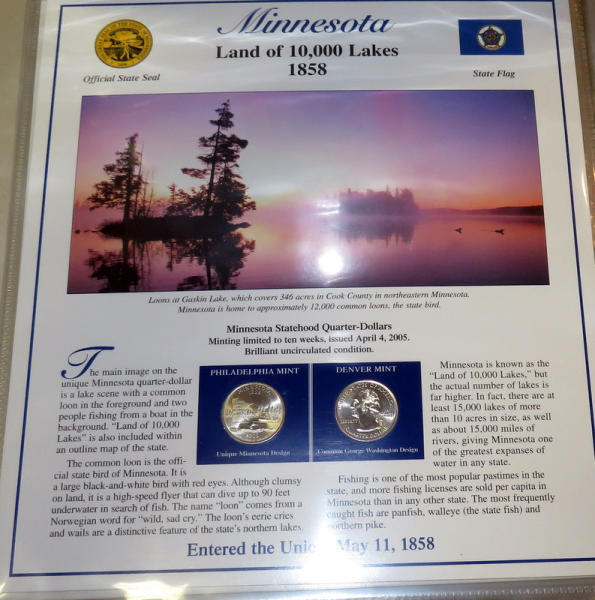 Minnesota
Land of 10,000 Lakes
1858
Official State Seal
State Flag
Loons at Gaskin Lake, which covers 346 acres in Cook County in northeastern Minnesota.
Minnesota is home to approximately 12,000 common loons, the state bird.
Minnesota Statehood Quarter-Dollars
Minting limited to ten weeks, issued April 4, 2005.
Brilliant uncirculated condition.
The main image on the
unique Minnesota quarter-dollar
is a lake scene with a common
loon in the foreground and two
people fishing from a boat in the
background. "Land of 10,000
Lakes" is also included within
an outline map of the state.
The common loon is the offi-
cial state bird of Minnesota. It is
a large black-and-white bird with red eyes. Although clumsy
on land, it is a high-speed flyer that can dive up to 90 feet
underwater in search of fish. The name "loon" comes from a
Norwegian word for "wild, sad cry." The loon's eerie cries
and wails are a distinctive feature of the state's northern lakes.
PHILADELPHIA MINT
Unique Minnesota Design
DENVER MINT
LIBERTY
QUARTER DOLLAR
Common George Washington Design
Minnesota is known as the
"Land of 10,000 Lakes," but
the actual number of lakes is
far higher. In fact, there are at
least 15,000 lakes of more
than 10 acres in size, as well
as about 15,000 miles of
rivers, giving Minnesota one
of the greatest expanses of
water in any state.
Fishing is one of the most popular pastimes in the
state, and more fishing licenses are sold per capita in
Minnesota than in any other state. The most frequently
caught fish are panfish, walleye (the state fish) and
northern pike.
Entered the Union May 11, 1858